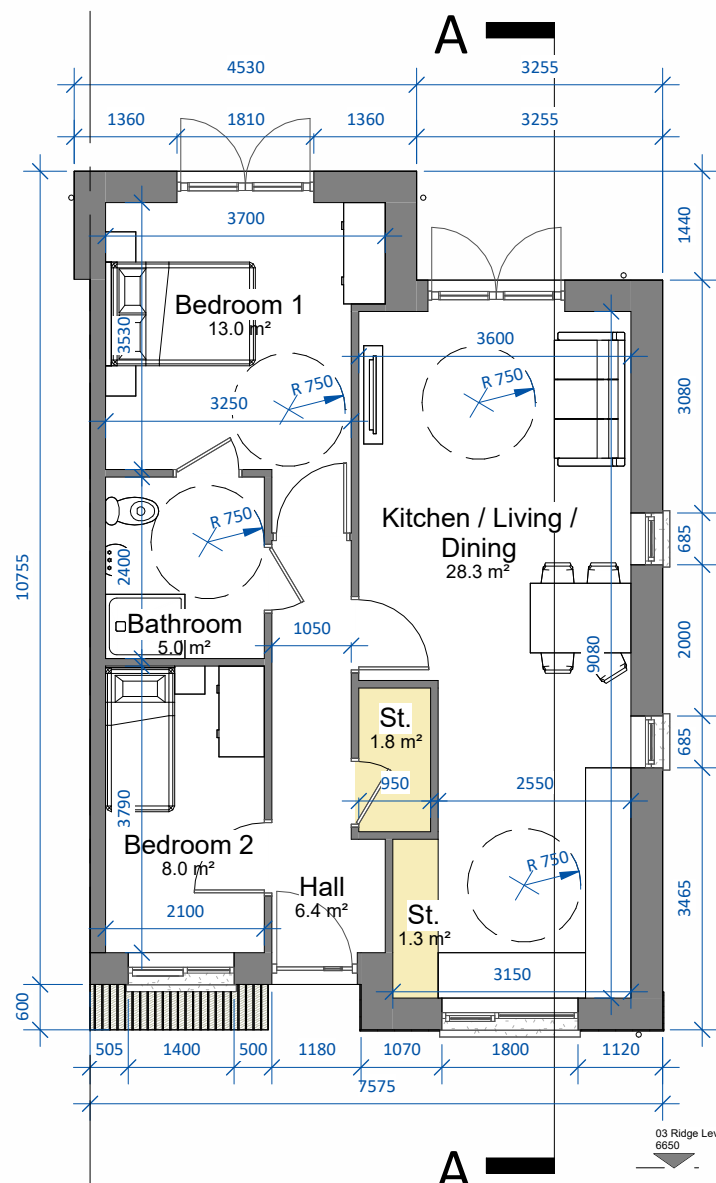 A
4530
3255
1360
1810
1360
3255
3700
1440
Bedroom 1
13.0 m²
3530
3600
R 750
R 750
3250
3080
Kitchen / Living /
Dining
28.3 m²
R 750
685
10755
2400
Bathroom
5.0 m²
1050
9080
2000
St.
1.8 m²
685
950
2550
3790
Bedroom 2
8.0 m²
R 750
Hall
6.4 m²
2100
St.
1.3 m²
3465
3150
600
505
1400
500
1180
1070
1800
1120
7575
03 Ridge Lev
6650
A